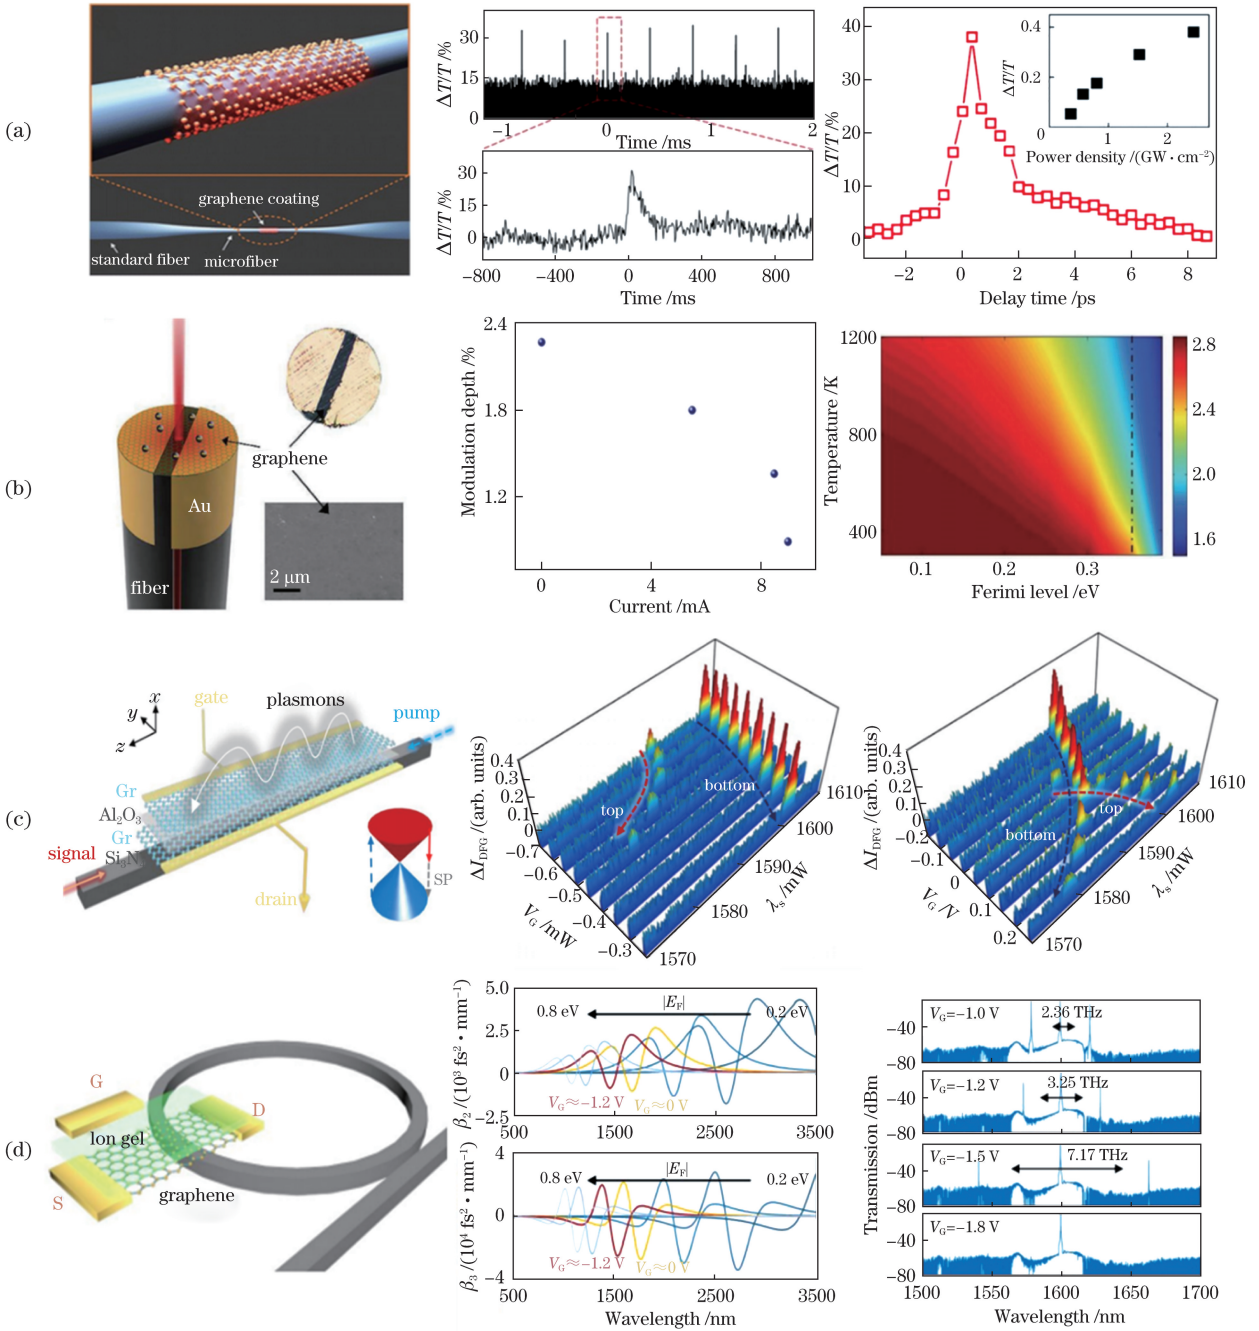 (a)
graphene coating
standard fiber
microfiber
ΔT/T /%
30
15
0
−1
0
1
2
Time /ms
ΔT/T /%
30
15
0
−800
−400
0
400
800
Time /ms
ΔT/T /%
40
30
20
10
0
−2
0
2
4
6
8
Delay time /ps
ΔT/T
0.4
0.2
0
1
2
Power density /(GW • cm⁻²)
(b)
graphene
Au
fiber
2 μm
Modulation depth /%
2.4
1.8
1.2
0
4
8
Current /mA
Temperature /K
1200
800
400
0.1
0.2
0.3
Ferimi level /eV
2.8
2.4
2.0
1.6
(c)
x
y
z
gate
plasmons
pump
Gr
Al₂O₃
Gr
Si₃N
signal
drain
SP
ΔI_DFG /(arb. units)
0.4
0.3
0.2
0.1
0
−0.7
−0.6
−0.5
−0.4
−0.3
V_G /mW
top
bottom
1610
1600
1590
1580
1570
λ_s /mW
ΔI_DFG /(arb. units)
0.4
0.3
0.2
0.1
0
−0.2
−0.1
0
0.1
0.2
V_G /V
bottom
top
1610
1600
1590
1580
1570
λ_s /mW
(d)
G
D
Ion gel
S
graphene
β₂ /(10³ fs² • mm⁻¹)
5.0
2.5
0
−2.5
0.8 eV
|E_F|
0.2 eV
V_G≈−1.2 V
V_G≈0 V
500
1500
2500
3500
β₃ /(10⁴ fs² • mm⁻¹)
4
0
−4
0.8 eV
|E_F|
0.2 eV
V_G≈−1.2 V
V_G≈0 V
500
1500
2500
3500
Wavelength /nm
Transmission /dBm
V_G=−1.0 V
2.36 THz
−40
−80
V_G=−1.2 V
3.25 THz
−40
−80
V_G=−1.5 V
7.17 THz
−40
−80
V_G=−1.8 V
−40
−80
1500
1550
1600
1650
1700
Wavelength /nm